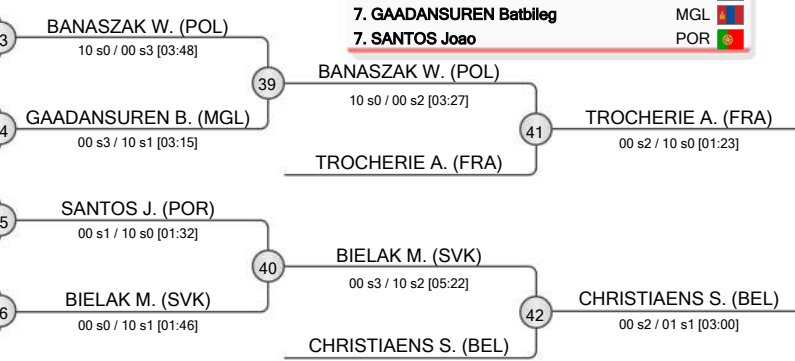 7. GAADANSUREN Batbileg MGL
7. SANTOS Joao POR
3 BANASZAK W. (POL)
10 s0 / 00 s3 [03:48]
39
BANASZAK W. (POL)
10 s0 / 00 s2 [03:27]
4 GAADANSUREN B. (MGL)
00 s3 / 10 s1 [03:15]
41
TROCHERIE A. (FRA)
00 s2 / 10 s0 [01:23]
TROCHERIE A. (FRA)
5 SANTOS J. (POR)
00 s1 / 10 s0 [01:32]
40
BIELAK M. (SVK)
00 s3 / 10 s2 [05:22]
6 BIELAK M. (SVK)
00 s0 / 10 s1 [01:46]
42
CHRISTIAENS S. (BEL)
00 s2 / 01 s1 [03:00]
CHRISTIAENS S. (BEL)